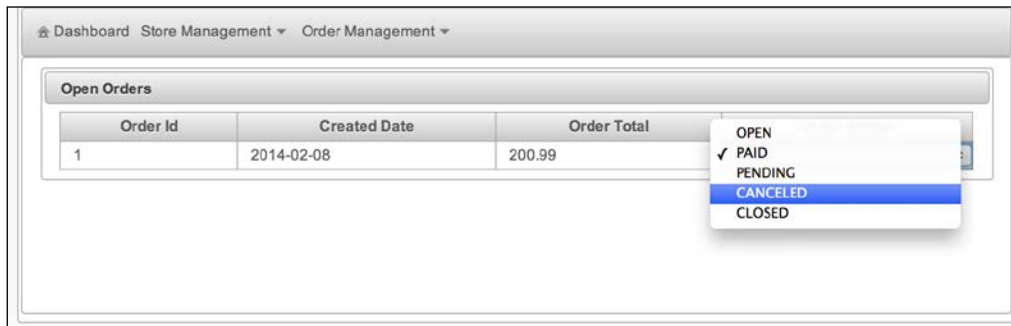 Dashboard Store Management Order Management
Open Orders
Order Id Created Date Order Total
1 2014-02-08 200.99
OPEN
✓ PAID
PENDING
CANCELED
CLOSED